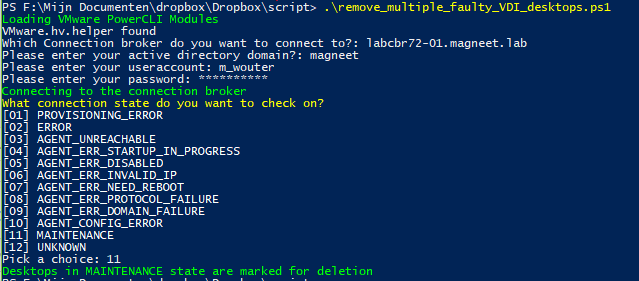 PS F:\Mijn Documenten\dropbox\Dropbox\script> .\remove_multiple_faulty_VDI_desktops.ps1
Loading VMware PowerCLI Modules
VMware.hv.helper found
Which Connection broker do you want to connect to?: labcbr72-01.magneet.lab
Please enter your active directory domain?: magneet
Please enter your useraccount: m_wouter
Please enter your password: **********
Connecting to the connection broker
What connection state do you want to check on?
[01] PROVISIONING_ERROR
[02] ERROR
[03] AGENT_UNREACHABLE
[04] AGENT_ERR_STARTUP_IN_PROGRESS
[05] AGENT_ERR_DISABLED
[06] AGENT_ERR_INVALID_IP
[07] AGENT_ERR_NEED_REBOOT
[08] AGENT_ERR_PROTOCOL_FAILURE
[09] AGENT_ERR_DOMAIN_FAILURE
[10] AGENT_CONFIG_ERROR
[11] MAINTENANCE
[12] UNKNOWN
Pick a choice: 11
Desktops in MAINTENANCE state are marked for deletion